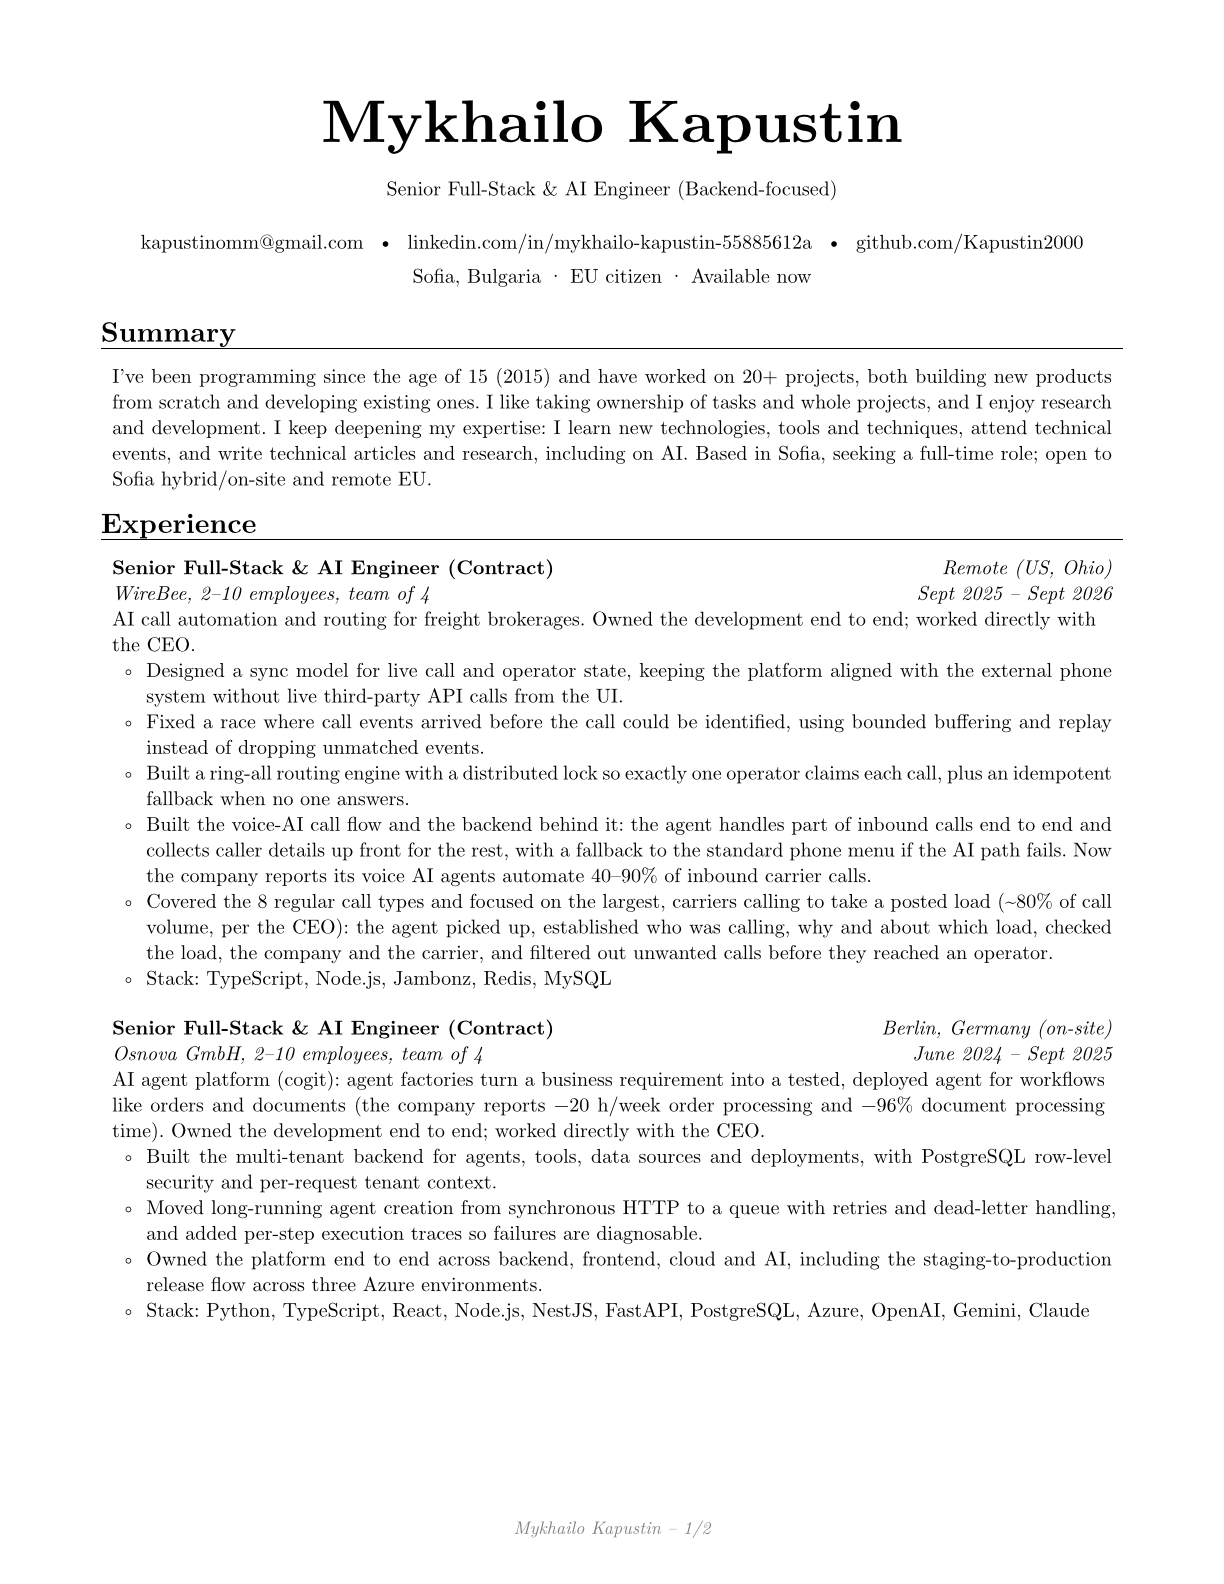 Mykhailo Kapustin
Senior Full-Stack & AI Engineer (Backend-focused)
kapustinomm@gmail.com • linkedin.com/in/mykhailo-kapustin-55885612a • github.com/Kapustin2000
Sofia, Bulgaria · EU citizen · Available now
Summary
I've been programming since the age of 15 (2015) and have worked on 20+ projects, both building new products
from scratch and developing existing ones. I like taking ownership of tasks and whole projects, and I enjoy research
and development. I keep deepening my expertise: I learn new technologies, tools and techniques, attend technical
events, and write technical articles and research, including on AI. Based in Sofia, seeking a full-time role; open to
Sofia hybrid/on-site and remote EU.
Experience
Senior Full-Stack & AI Engineer (Contract) Remote (US, Ohio)
WireBee, 2–10 employees, team of 4 Sept 2025 – Sept 2026
AI call automation and routing for freight brokerages. Owned the development end to end; worked directly with
the CEO.
◦ Designed a sync model for live call and operator state, keeping the platform aligned with the external phone
system without live third-party API calls from the UI.
◦ Fixed a race where call events arrived before the call could be identified, using bounded buffering and replay
instead of dropping unmatched events.
◦ Built a ring-all routing engine with a distributed lock so exactly one operator claims each call, plus an idempotent
fallback when no one answers.
◦ Built the voice-AI call flow and the backend behind it: the agent handles part of inbound calls end to end and
collects caller details up front for the rest, with a fallback to the standard phone menu if the AI path fails. Now
the company reports its voice AI agents automate 40–90% of inbound carrier calls.
◦ Covered the 8 regular call types and focused on the largest, carriers calling to take a posted load (~80% of call
volume, per the CEO): the agent picked up, established who was calling, why and about which load, checked
the load, the company and the carrier, and filtered out unwanted calls before they reached an operator.
◦ Stack: TypeScript, Node.js, Jambonz, Redis, MySQL
Senior Full-Stack & AI Engineer (Contract) Berlin, Germany (on-site)
Osnova GmbH, 2–10 employees, team of 4 June 2024 – Sept 2025
AI agent platform (cogit): agent factories turn a business requirement into a tested, deployed agent for workflows
like orders and documents (the company reports −20 h/week order processing and −96% document processing
time). Owned the development end to end; worked directly with the CEO.
◦ Built the multi-tenant backend for agents, tools, data sources and deployments, with PostgreSQL row-level
security and per-request tenant context.
◦ Moved long-running agent creation from synchronous HTTP to a queue with retries and dead-letter handling,
and added per-step execution traces so failures are diagnosable.
◦ Owned the platform end to end across backend, frontend, cloud and AI, including the staging-to-production
release flow across three Azure environments.
◦ Stack: Python, TypeScript, React, Node.js, NestJS, FastAPI, PostgreSQL, Azure, OpenAI, Gemini, Claude
Mykhailo Kapustin – 1/2